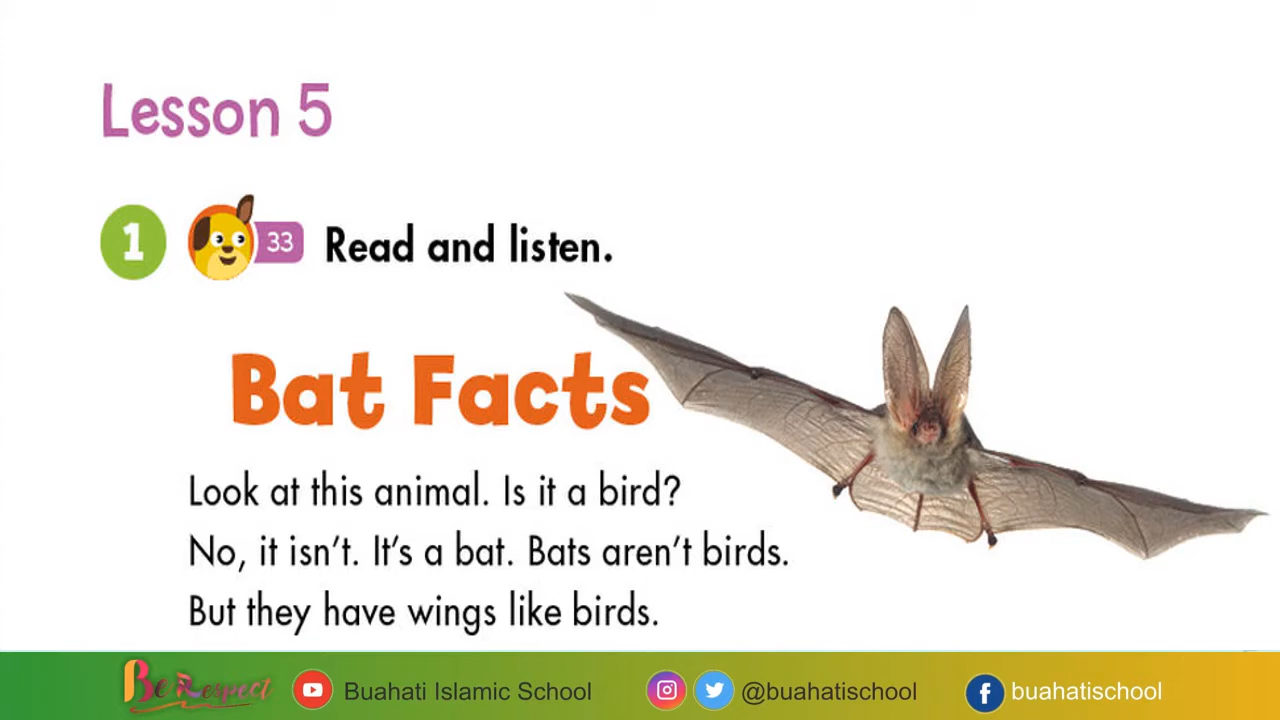 Lesson 5
1 33 Read and listen.
Bat Facts
Look at this animal. Is it a bird?
No, it isn't. It's a bat. Bats aren't birds.
But they have wings like birds.
Be Respect Buahati Islamic School @buahatischool buahatischool